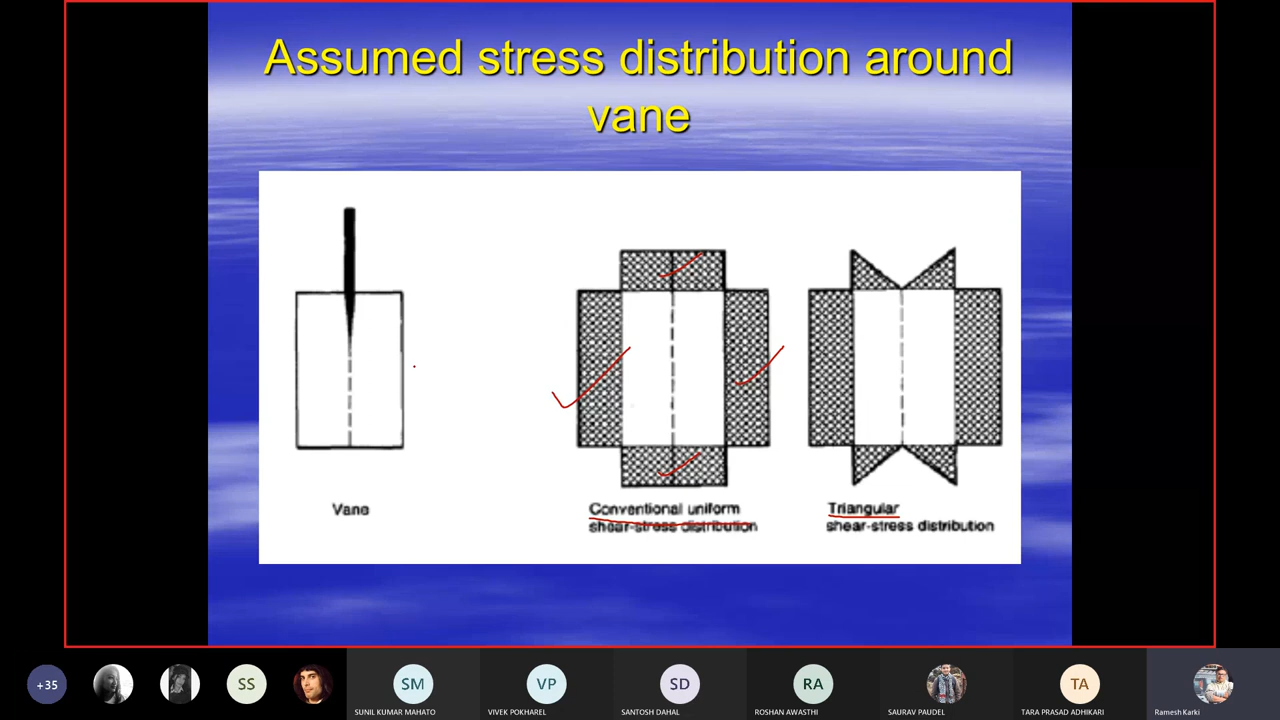 Assumed stress distribution around
vane
Vane
Conventional uniform
shear-stress distribution
Triangular
shear-stress distribution
+35
SS
SM
SUNIL KUMAR MAHATO
VP
VIVEK POKHAREL
SD
SANTOSH DAHAL
RA
ROSHAN AWASTHI
SAURAV PAUDEL
TA
TARA PRASAD ADHIKARI
Ramesh Karki